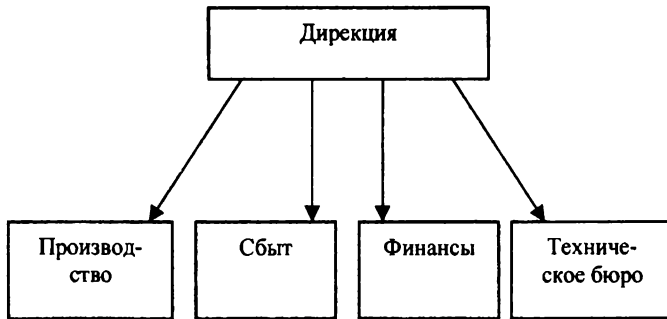 Дирекция
Производ-
ство
Сбыт
Финансы
Техниче-
ское бюро